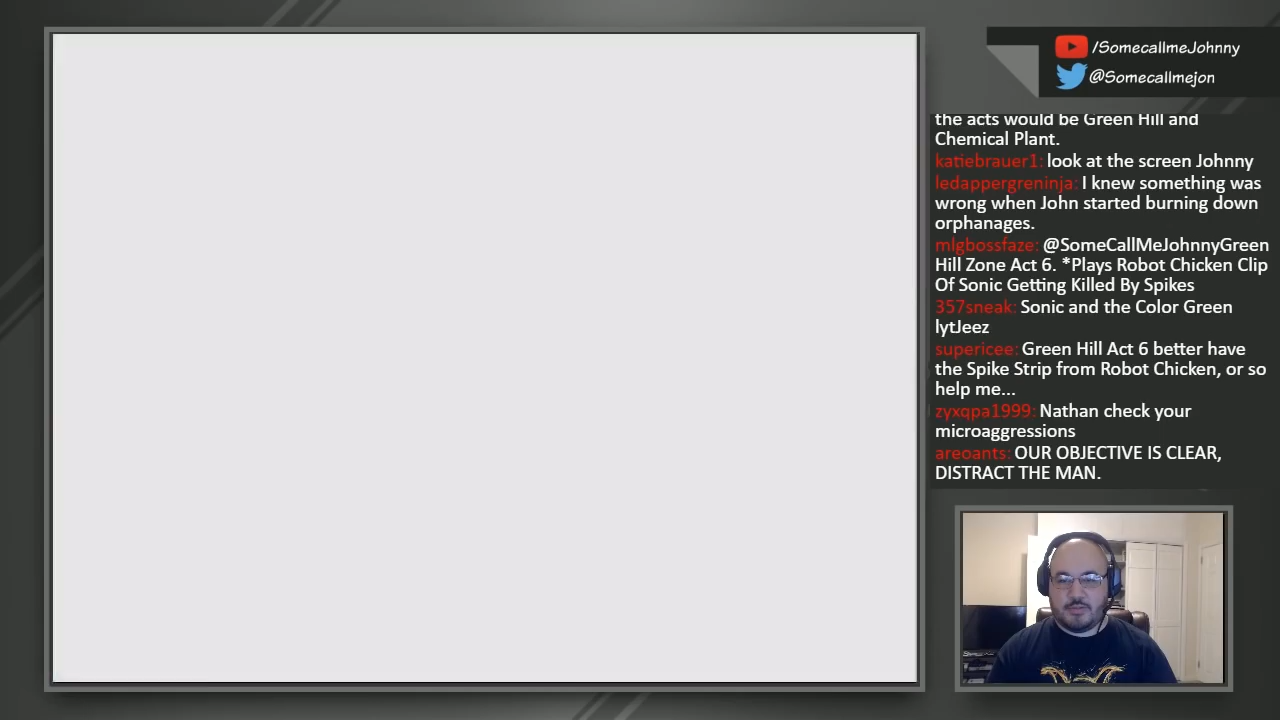 /SomecallmeJohnny
@Somecallmejon
the acts would be Green Hill and
Chemical Plant.
katiebrauer1: look at the screen Johnny
ledappergreninja: I knew something was
wrong when John started burning down
orphanages.
mlgbossfaze: @SomeCallMeJohnnyGreen
Hill Zone Act 6. *Plays Robot Chicken Clip
Of Sonic Getting Killed By Spikes
357sneak: Sonic and the Color Green
lytJeez
supericee: Green Hill Act 6 better have
the Spike Strip from Robot Chicken, or so
help me...
zyxqpa1999: Nathan check your
microaggressions
areoants: OUR OBJECTIVE IS CLEAR,
DISTRACT THE MAN.